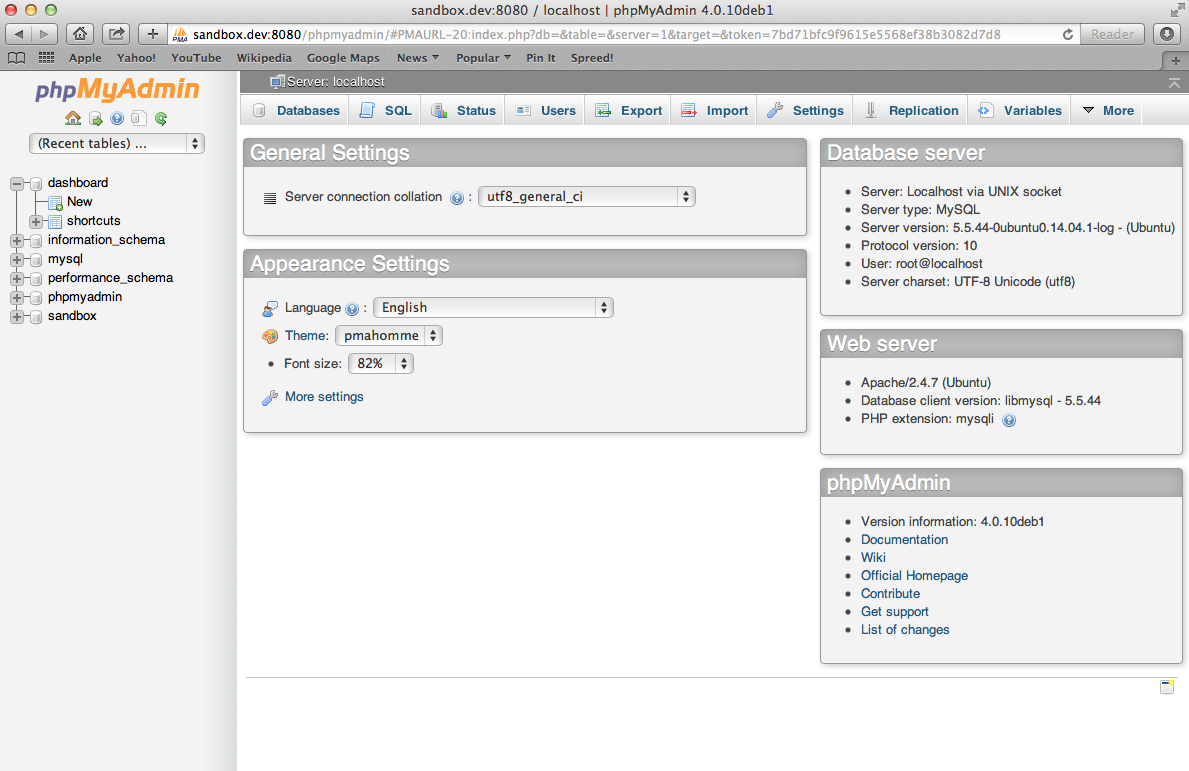 sandbox.dev:8080 / localhost | phpMyAdmin 4.0.10deb1
sandbox.dev:8080/phpmyadmin/#PMAURL-20:index.php?db=&table=&server=1&target=&token=7bd71bfc9f9615e5568ef38b3082d7d8 Reader
Apple Yahoo! YouTube Wikipedia Google Maps News Popular Pin It Spreed!
phpMyAdmin
(Recent tables) ...
dashboard
New
shortcuts
information_schema
mysql
performance_schema
phpmyadmin
sandbox
Server: localhost
Databases SQL Status Users Export Import Settings Replication Variables More
General Settings
Server connection collation : utf8_general_ci
Appearance Settings
Language : English
Theme: pmahomme
Font size: 82%
More settings
Database server
Server: Localhost via UNIX socket
Server type: MySQL
Server version: 5.5.44-0ubuntu0.14.04.1-log - (Ubuntu)
Protocol version: 10
User: root@localhost
Server charset: UTF-8 Unicode (utf8)
Web server
Apache/2.4.7 (Ubuntu)
Database client version: libmysql - 5.5.44
PHP extension: mysqli
phpMyAdmin
Version information: 4.0.10deb1
Documentation
Wiki
Official Homepage
Contribute
Get support
List of changes